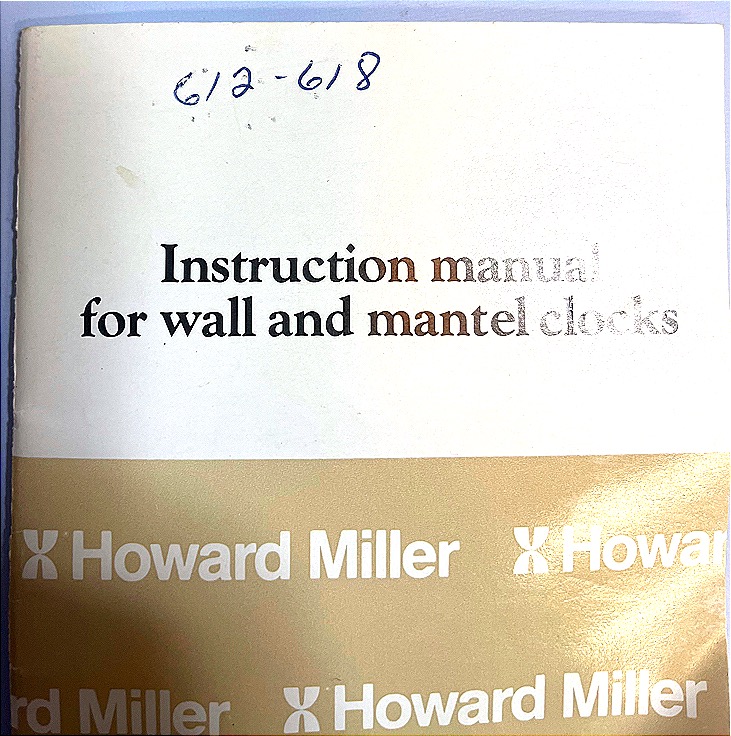 612-618
Instruction manual
for wall and mantel clocks
Howard Miller Howar
rd Miller Howard Miller